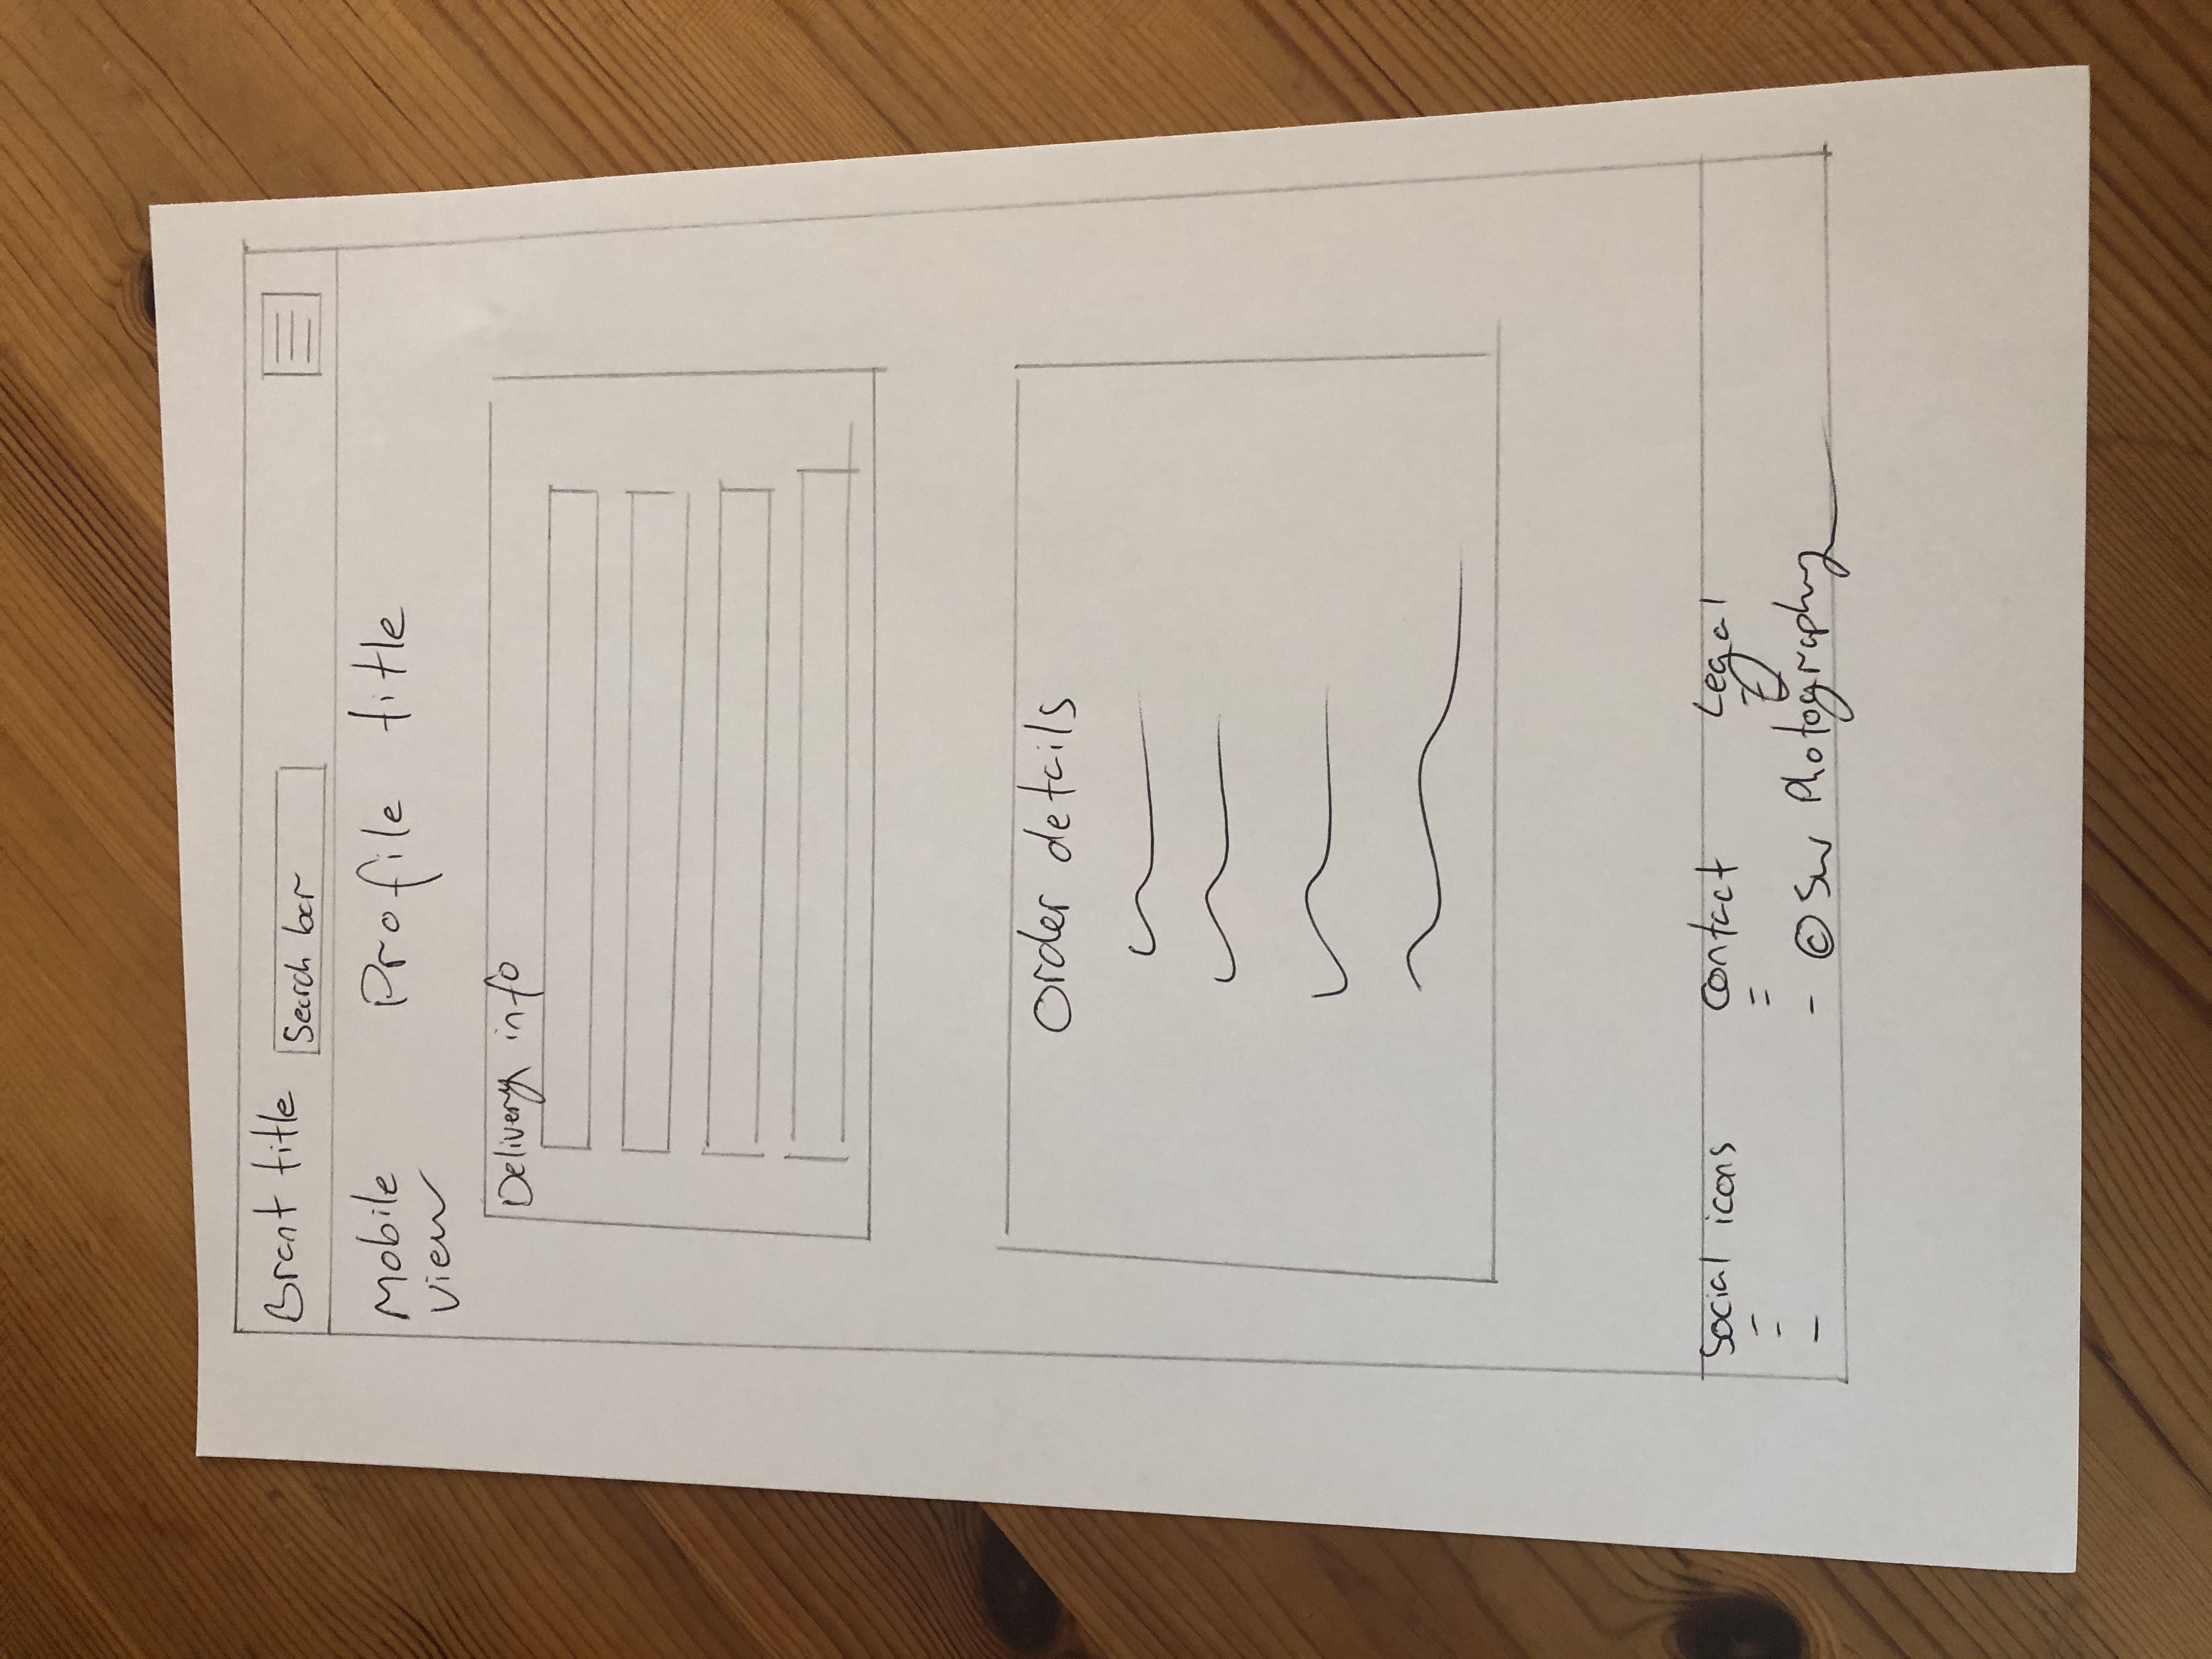 Brant title
Search bar
Mobile
view
Profile title
Delivery info
Order details
Social icons
Contact
Legal
© SW Photography